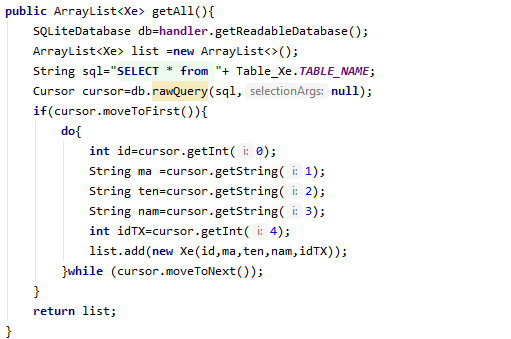 public ArrayList<Xe> getAll(){
SQLiteDatabase db=handler.getReadableDatabase();
ArrayList<Xe> list =new ArrayList<>();
String sql="SELECT * from "+ Table_Xe.TABLE_NAME;
Cursor cursor=db.rawQuery(sql, selectionArgs: null);
if(cursor.moveToFirst()){
do{
int id=cursor.getInt( i: 0);
String ma =cursor.getString( i: 1);
String ten=cursor.getString( i: 2);
String nam=cursor.getString( i: 3);
int idTX=cursor.getInt( i: 4);
list.add(new Xe(id,ma,ten,nam,idTX));
}while (cursor.moveToNext());
}
return list;
}